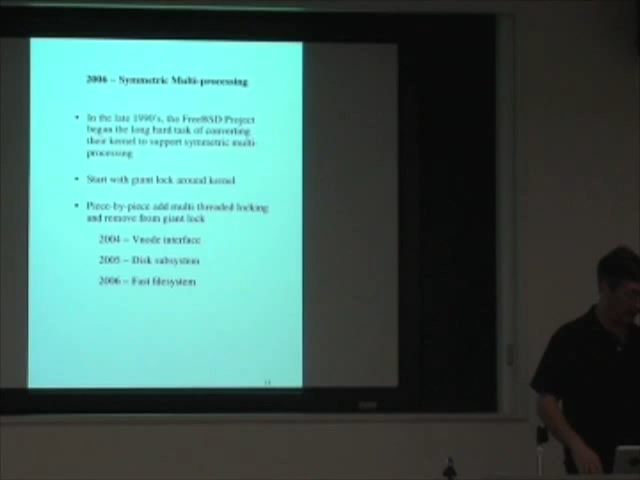 2006 – Symmetric Multi-processing
• In the late 1990's, the FreeBSD Project
began the long hard task of converting
their kernel to support symmetric multi-
processing
• Start with giant lock around kernel
• Piece-by-piece add multi threaded locking
and remove from giant lock
2004 – Vnode interface
2005 – Disk subsystem
2006 – Fast filesystem